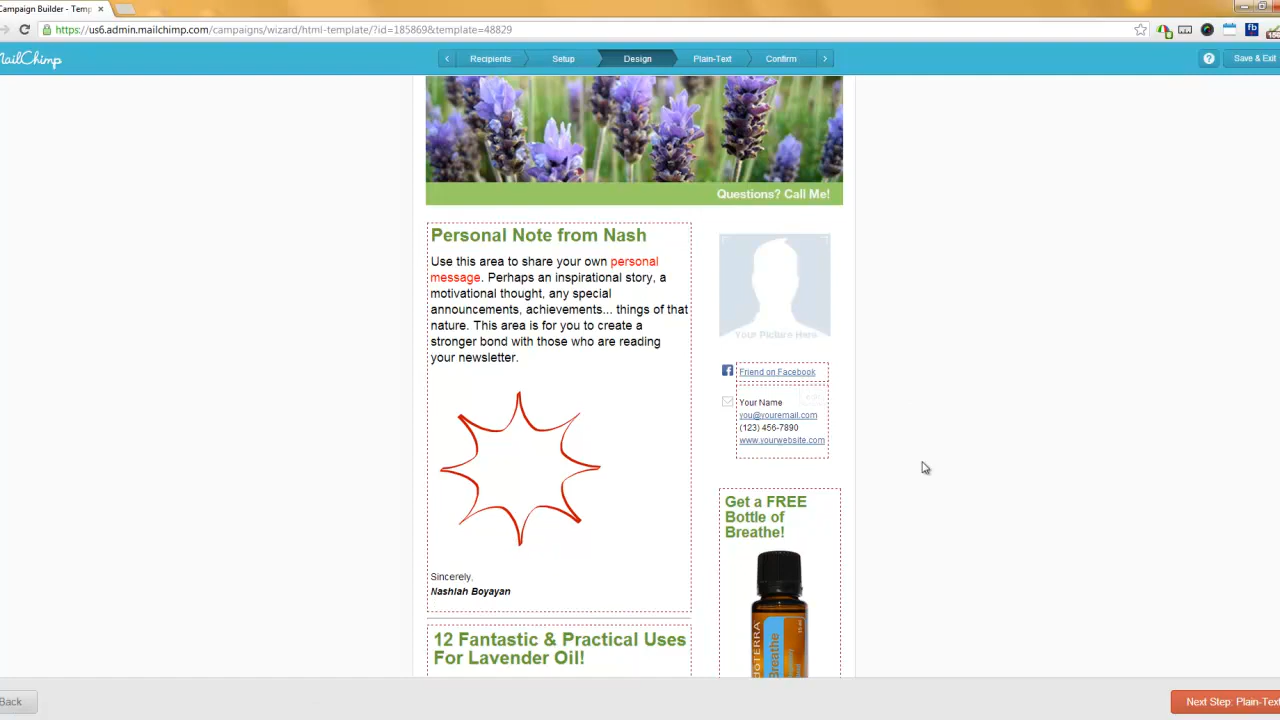 Campaign Builder - Temp
https://us6.admin.mailchimp.com/campaigns/wizard/html-template/?id=185869&template=48829
MailChimp
Recipients
Setup
Design
Plain-Text
Confirm
?
Save & Exit
Questions? Call Me!
Personal Note from Nash
Use this area to share your own personal
message. Perhaps an inspirational story, a
motivational thought, any special
announcements, achievements... things of that
nature. This area is for you to create a
stronger bond with those who are reading
your newsletter.
Sincerely,
Nashlah Boyayan
12 Fantastic & Practical Uses
For Lavender Oil!
Your Picture Here
Friend on Facebook
Your Name
you@youremail.com
(123) 456-7890
www.yourwebsite.com
Get a FREE
Bottle of
Breathe!
doTERRA
Breathe
Back
Next Step: Plain-Text